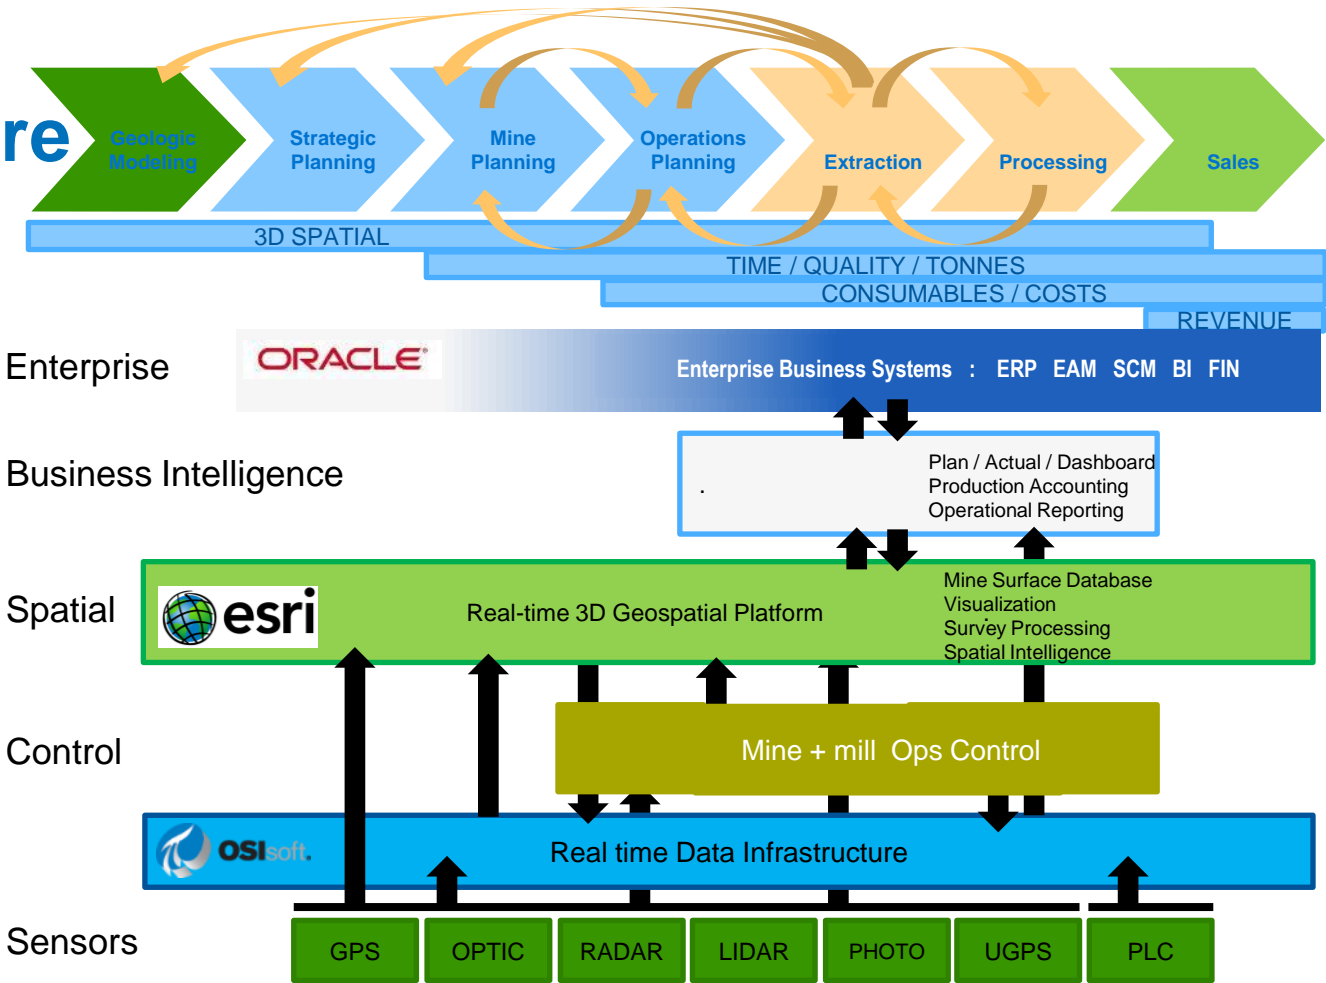 re
Geologic
Modeling
Strategic
Planning
Mine
Planning
Operations
Planning
Extraction
Processing
Sales
3D SPATIAL
TIME / QUALITY / TONNES
CONSUMABLES / COSTS
REVENUE
Enterprise
ORACLE®
Enterprise Business Systems : ERP EAM SCM BI FIN
Business Intelligence
.
Plan / Actual / Dashboard
Production Accounting
Operational Reporting
Spatial
esri
Real-time 3D Geospatial Platform
Mine Surface Database
Visualization
Survey Processing
Spatial Intelligence
Control
Mine + mill Ops Control
OSIsoft.
Real time Data Infrastructure
Sensors
GPS
OPTIC
RADAR
LIDAR
PHOTO
UGPS
PLC